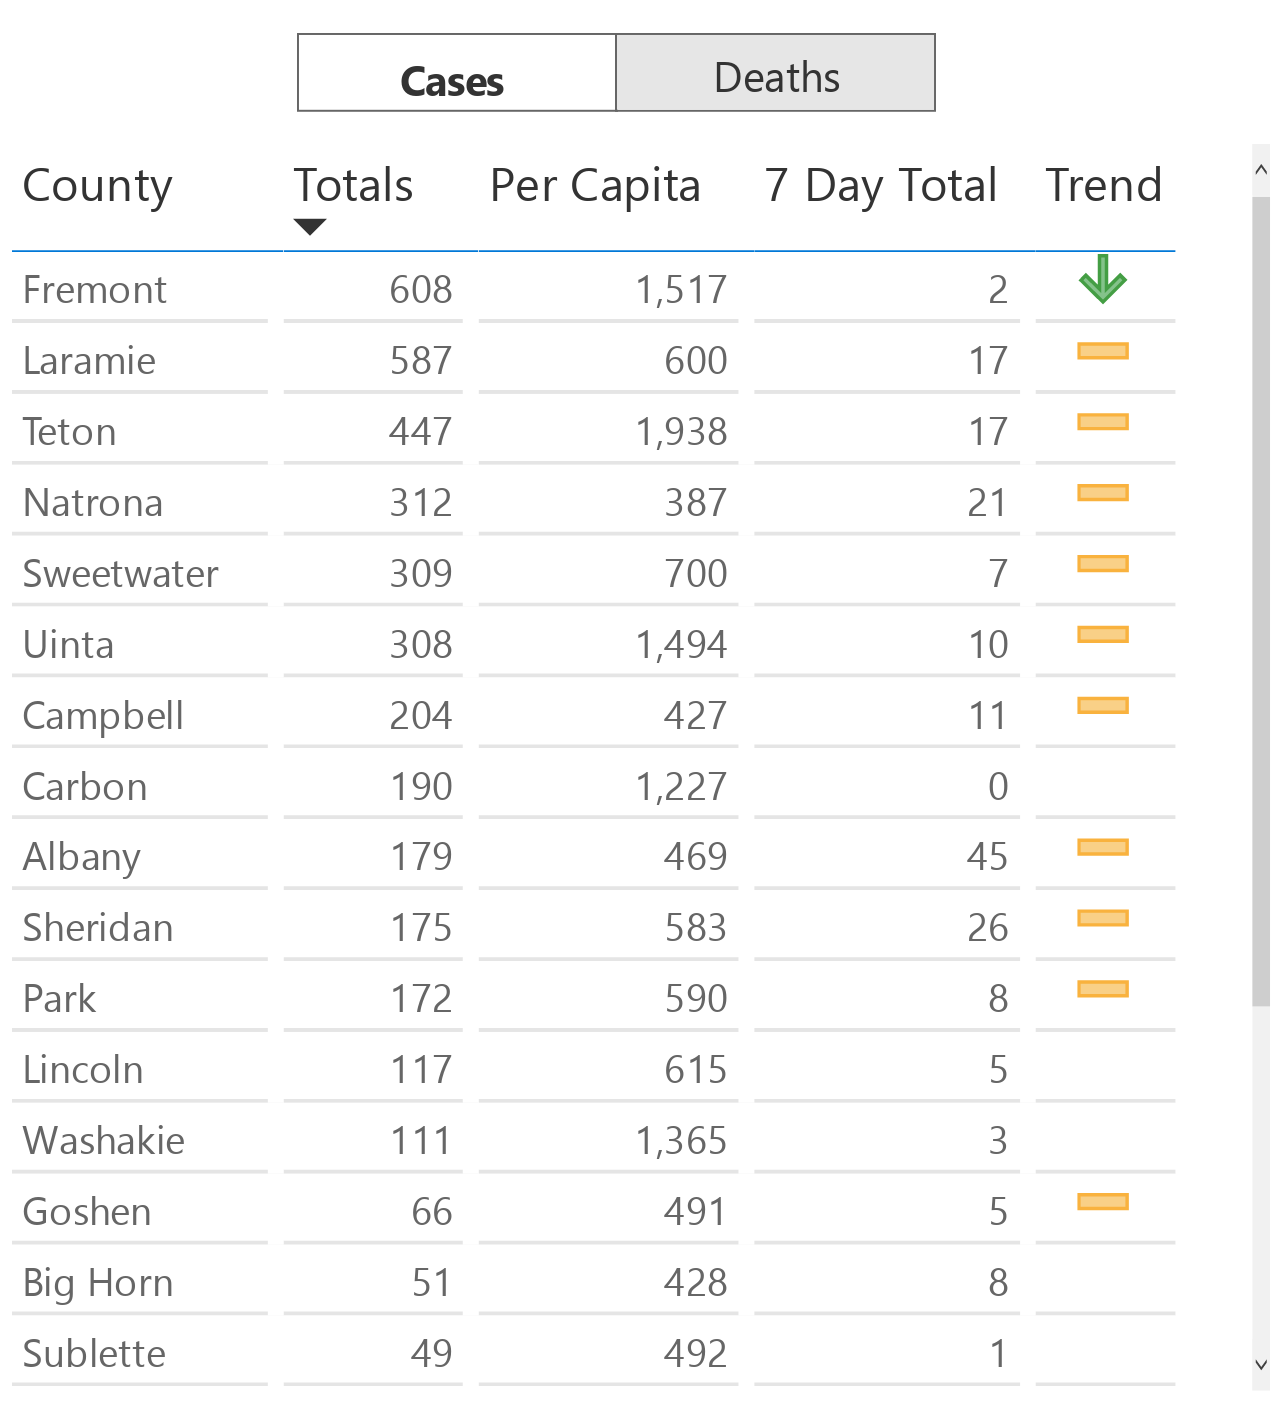 Cases Deaths
County Totals Per Capita 7 Day Total Trend
Fremont 608 1,517 2
Laramie 587 600 17
Teton 447 1,938 17
Natrona 312 387 21
Sweetwater 309 700 7
Uinta 308 1,494 10
Campbell 204 427 11
Carbon 190 1,227 0
Albany 179 469 45
Sheridan 175 583 26
Park 172 590 8
Lincoln 117 615 5
Washakie 111 1,365 3
Goshen 66 491 5
Big Horn 51 428 8
Sublette 49 492 1